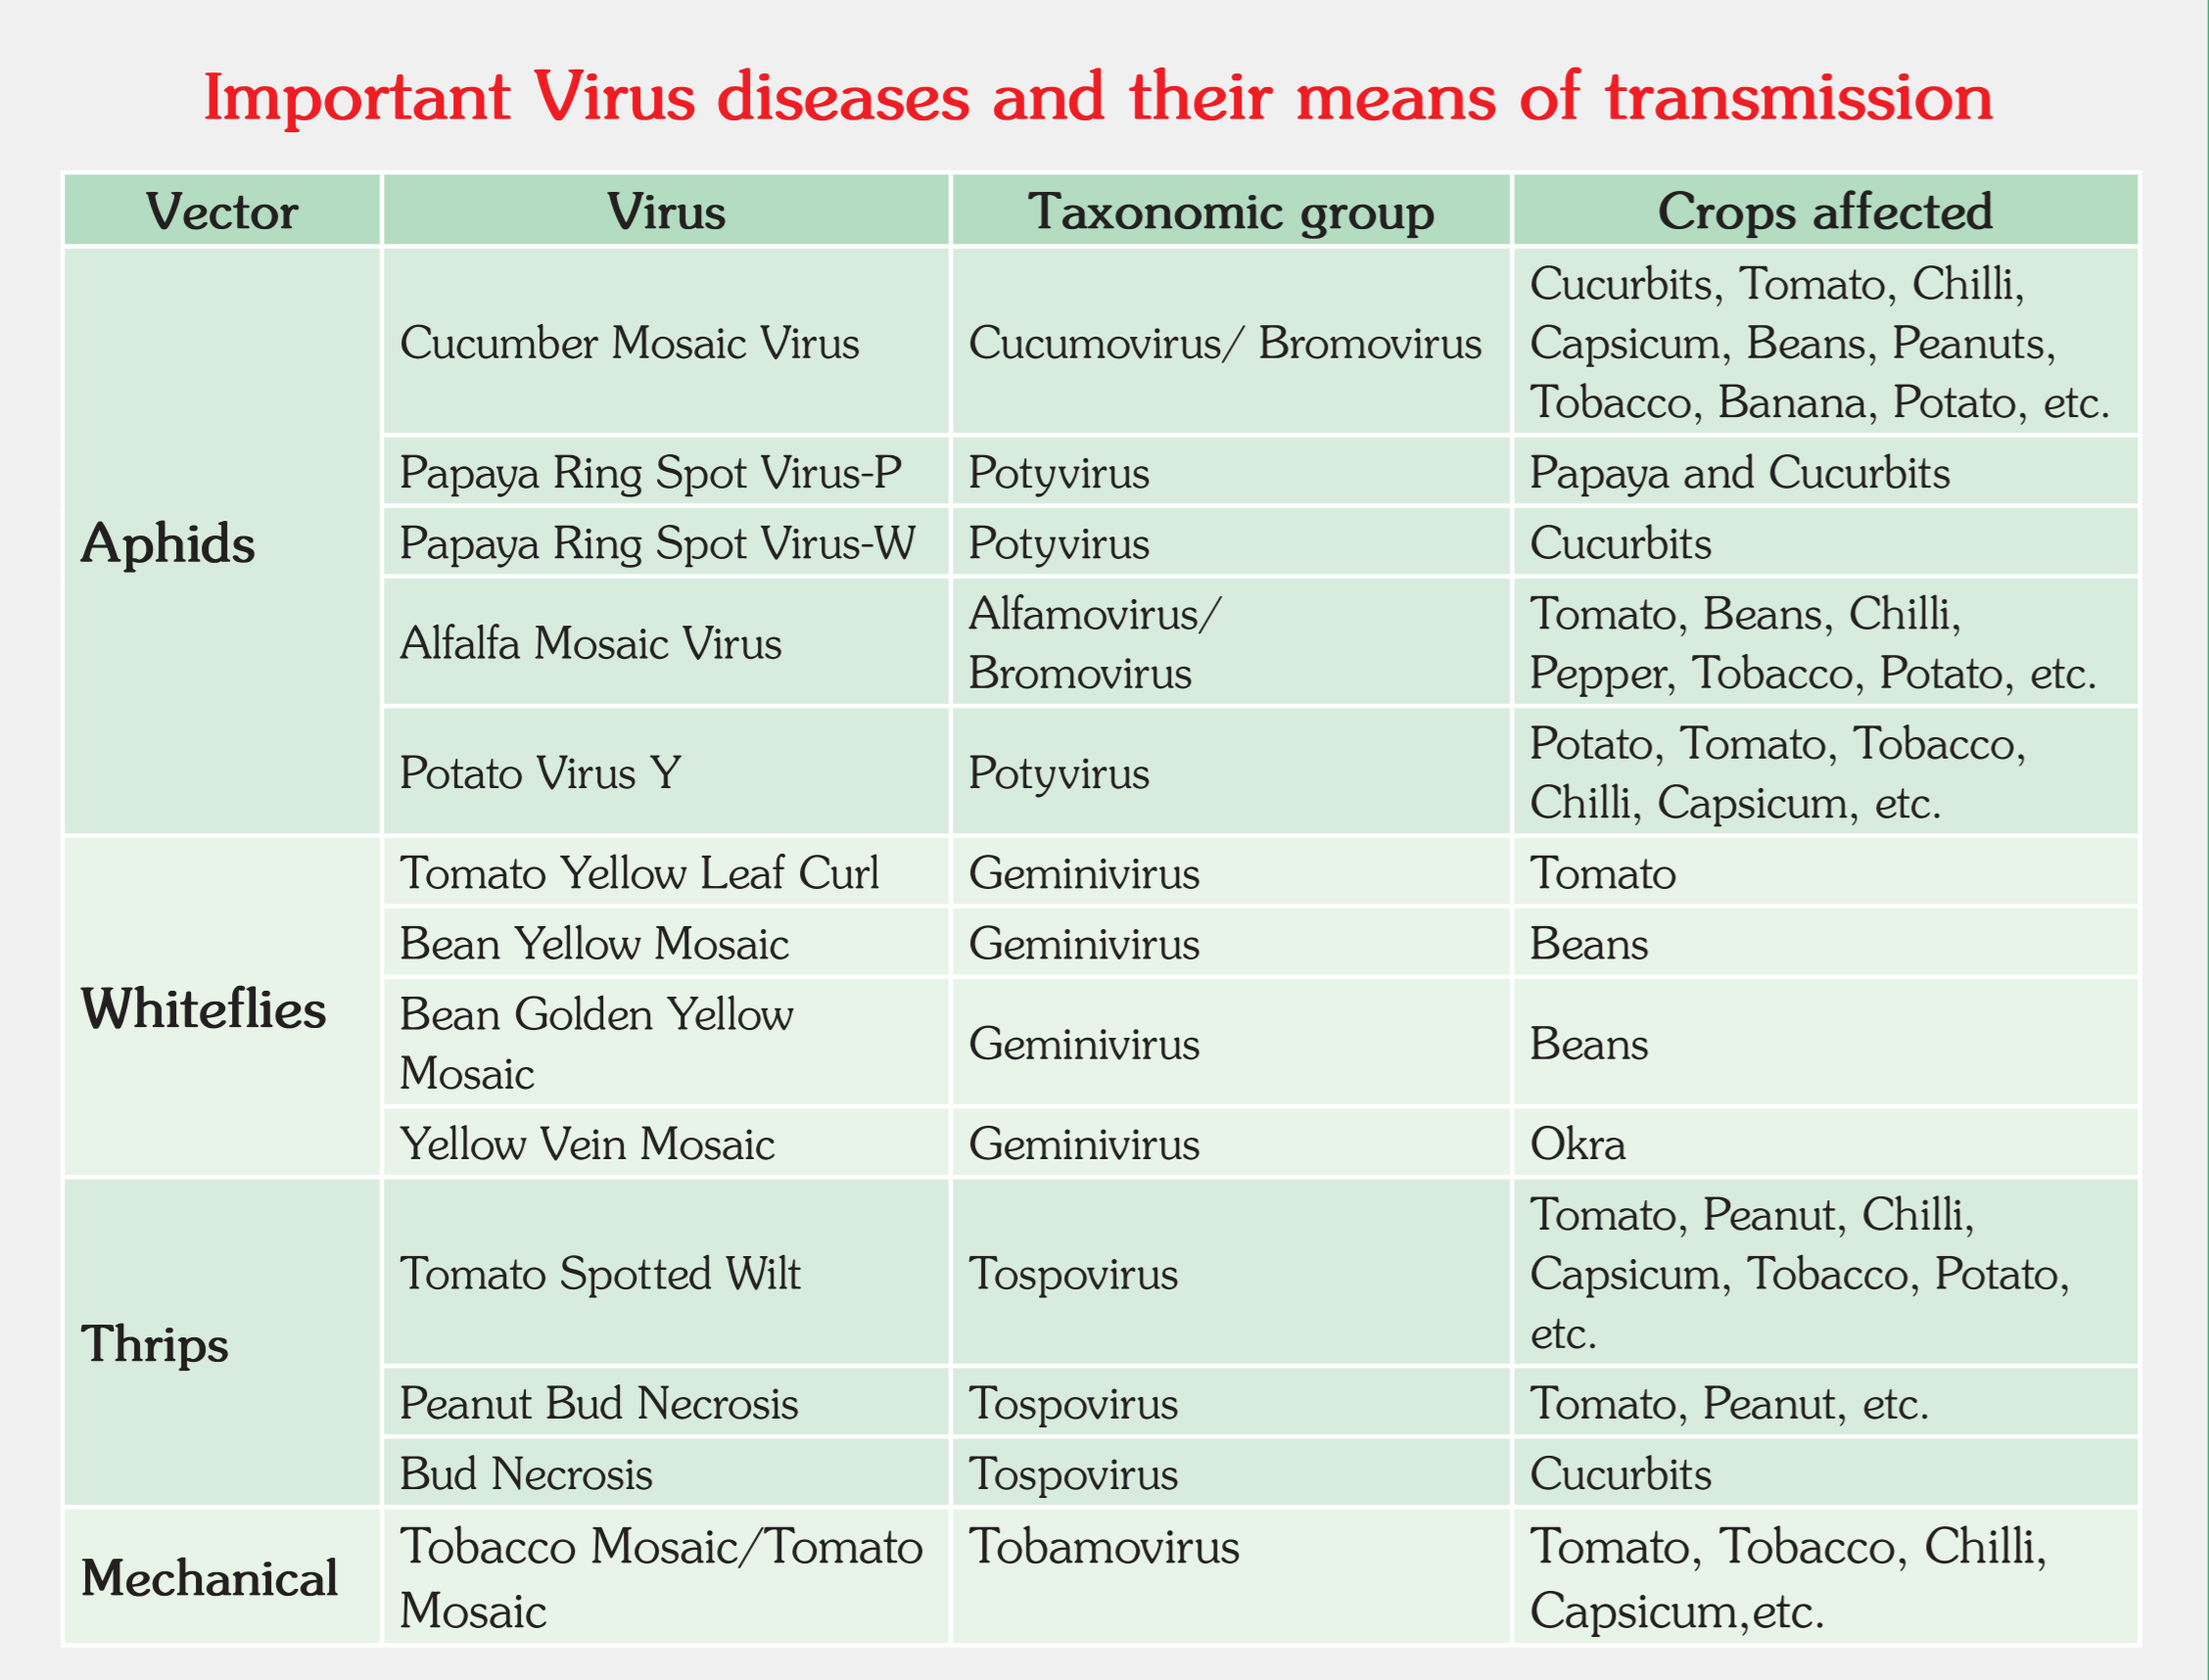 Important Virus diseases and their means of transmission
Vector Virus Taxonomic group Crops affected
Aphids
Cucumber Mosaic Virus
Cucumovirus/ Bromovirus
Cucurbits, Tomato, Chilli,
Capsicum, Beans, Peanuts,
Tobacco, Banana, Potato, etc.
Papaya Ring Spot Virus-P
Potyvirus
Papaya and Cucurbits
Papaya Ring Spot Virus-W
Potyvirus
Cucurbits
Alfalfa Mosaic Virus
Alfamovirus/
Bromovirus
Tomato, Beans, Chilli,
Pepper, Tobacco, Potato, etc.
Potato Virus Y
Potyvirus
Potato, Tomato, Tobacco,
Chilli, Capsicum, etc.
Whiteflies
Tomato Yellow Leaf Curl
Geminivirus
Tomato
Bean Yellow Mosaic
Geminivirus
Beans
Bean Golden Yellow
Mosaic
Geminivirus
Beans
Yellow Vein Mosaic
Geminivirus
Okra
Thrips
Tomato Spotted Wilt
Tospovirus
Tomato, Peanut, Chilli,
Capsicum, Tobacco, Potato,
etc.
Peanut Bud Necrosis
Tospovirus
Tomato, Peanut, etc.
Bud Necrosis
Tospovirus
Cucurbits
Mechanical
Tobacco Mosaic/Tomato
Mosaic
Tobamovirus
Tomato, Tobacco, Chilli,
Capsicum,etc.